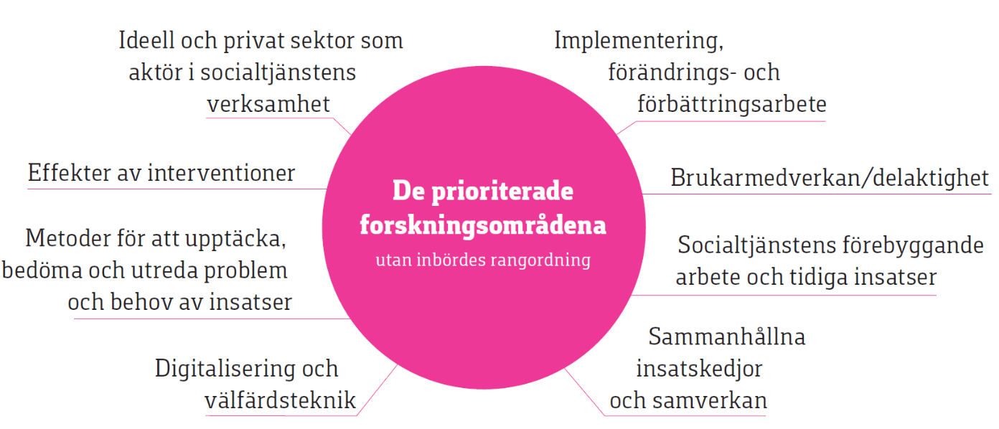 Ideell och privat sektor som
aktör i socialtjänstens
verksamhet
Effekter av interventioner
Metoder för att upptäcka,
bedöma och utreda problem
och behov av insatser
Digitalisering och
välfärdsteknik
De prioriterade
forskningsområdena
utan inbördes rangordning
Implementering,
förändrings- och
förbättringsarbete
Brukarmedverkan/delaktighet
Socialtjänstens förebyggande
arbete och tidiga insatser
Sammanhållna
insatskedjor
och samverkan